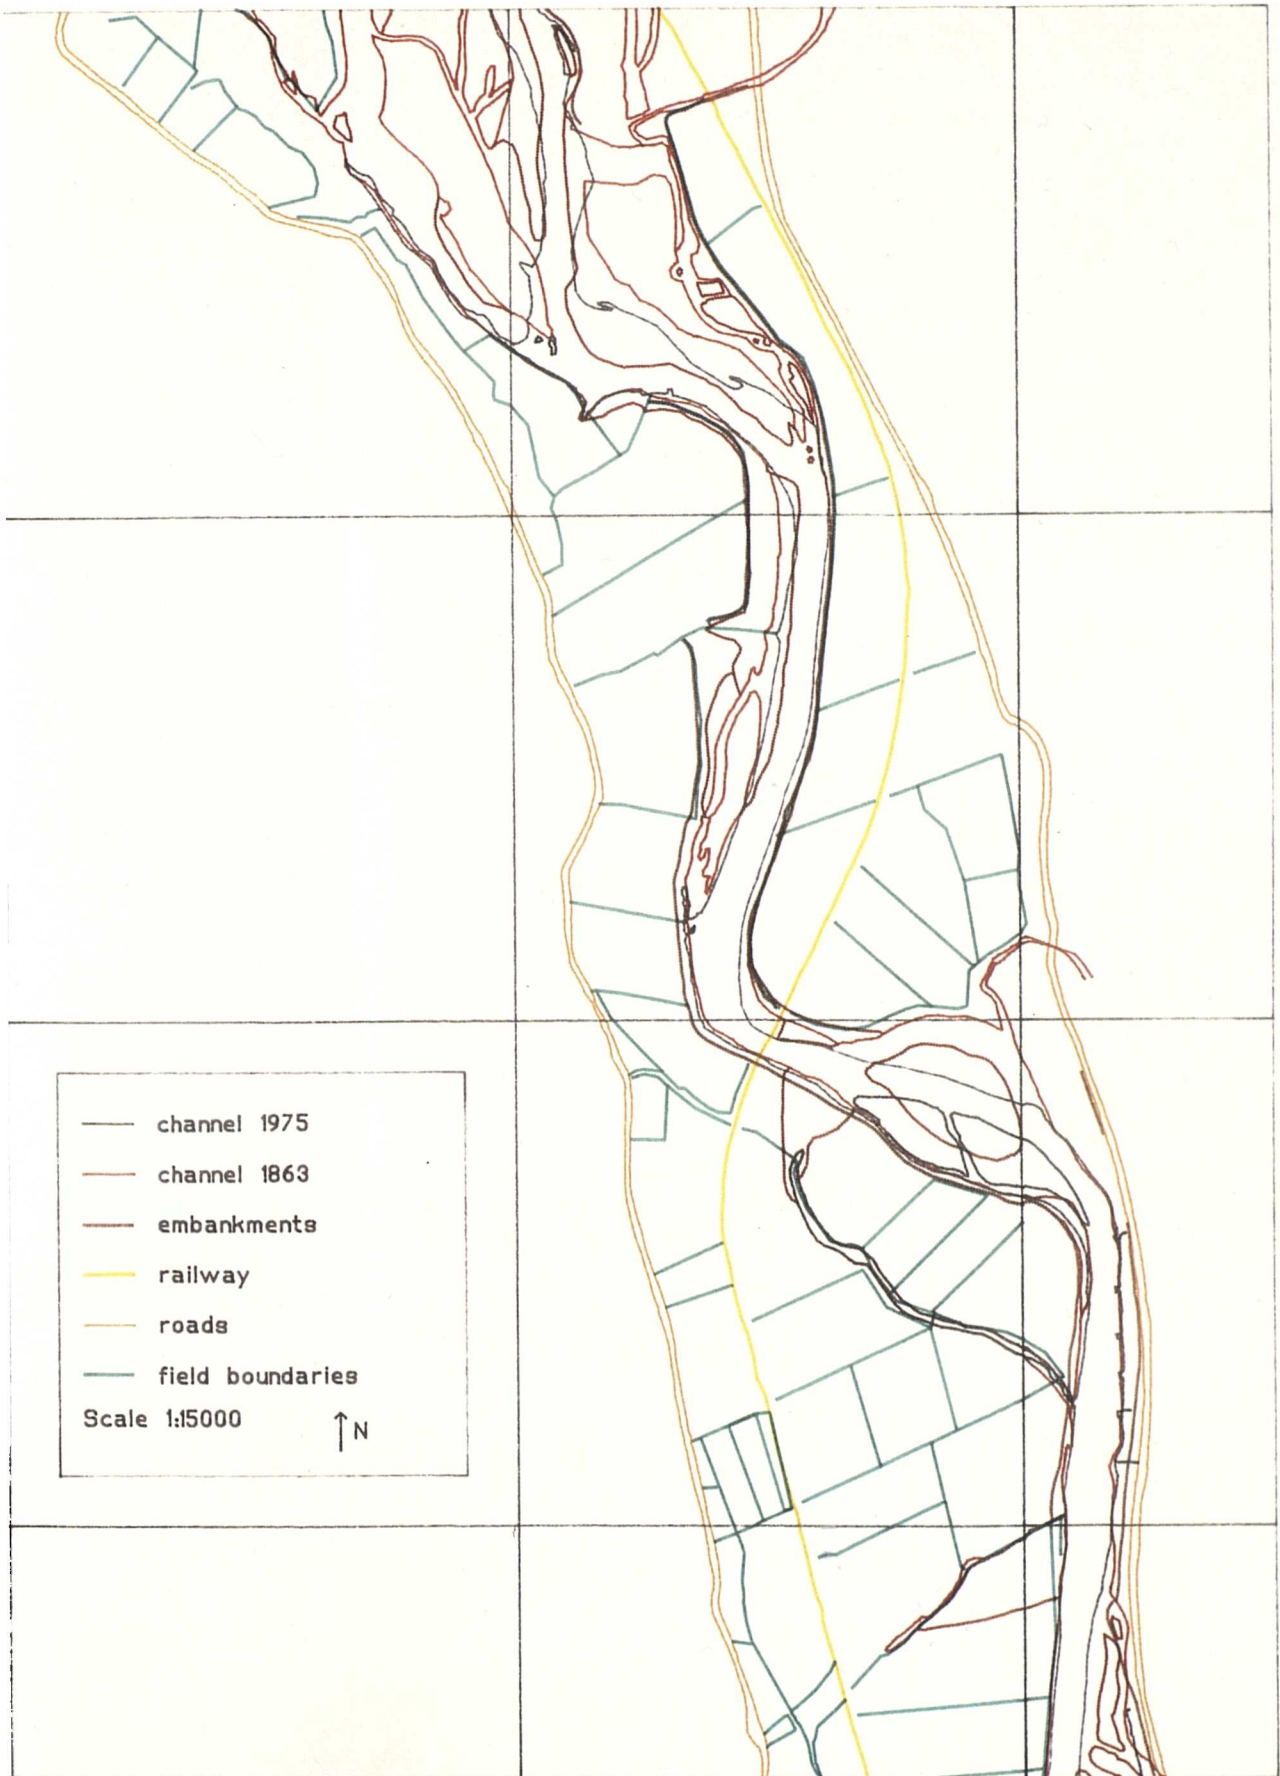 channel 1975
channel 1863
embankments
railway
roads
field boundaries
Scale 1:15000
N